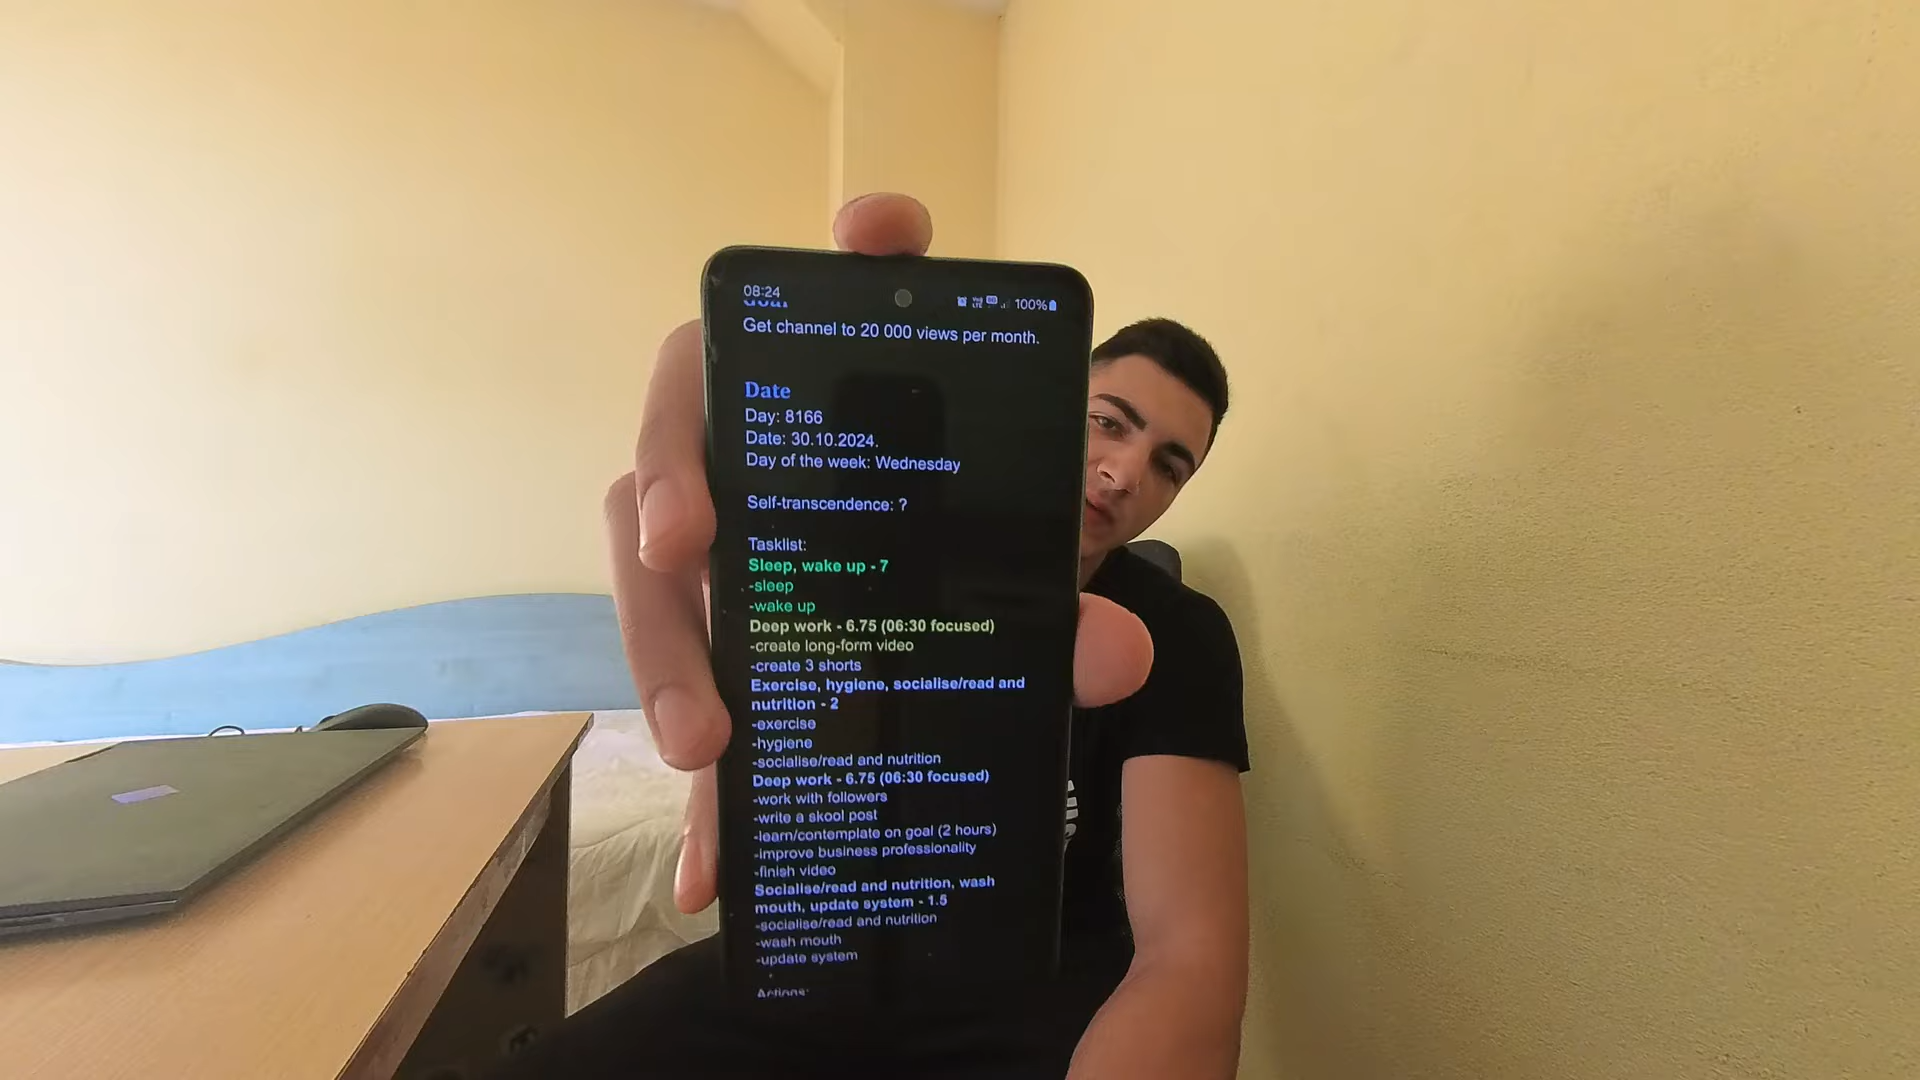 08:24
100%
Goal
Get channel to 20 000 views per month.
Date
Day: 8166
Date: 30.10.2024.
Day of the week: Wednesday
Self-transcendence: ?
Tasklist:
Sleep, wake up - 7
-sleep
-wake up
Deep work - 6.75 (06:30 focused)
-create long-form video
-create 3 shorts
Exercise, hygiene, socialise/read and
nutrition - 2
-exercise
-hygiene
-socialise/read and nutrition
Deep work - 6.75 (06:30 focused)
-work with followers
-write a skool post
-learn/contemplate on goal (2 hours)
-improve business professionality
-finish video
Socialise/read and nutrition, wash
mouth, update system - 1.5
-socialise/read and nutrition
-wash mouth
-update system
Actions: